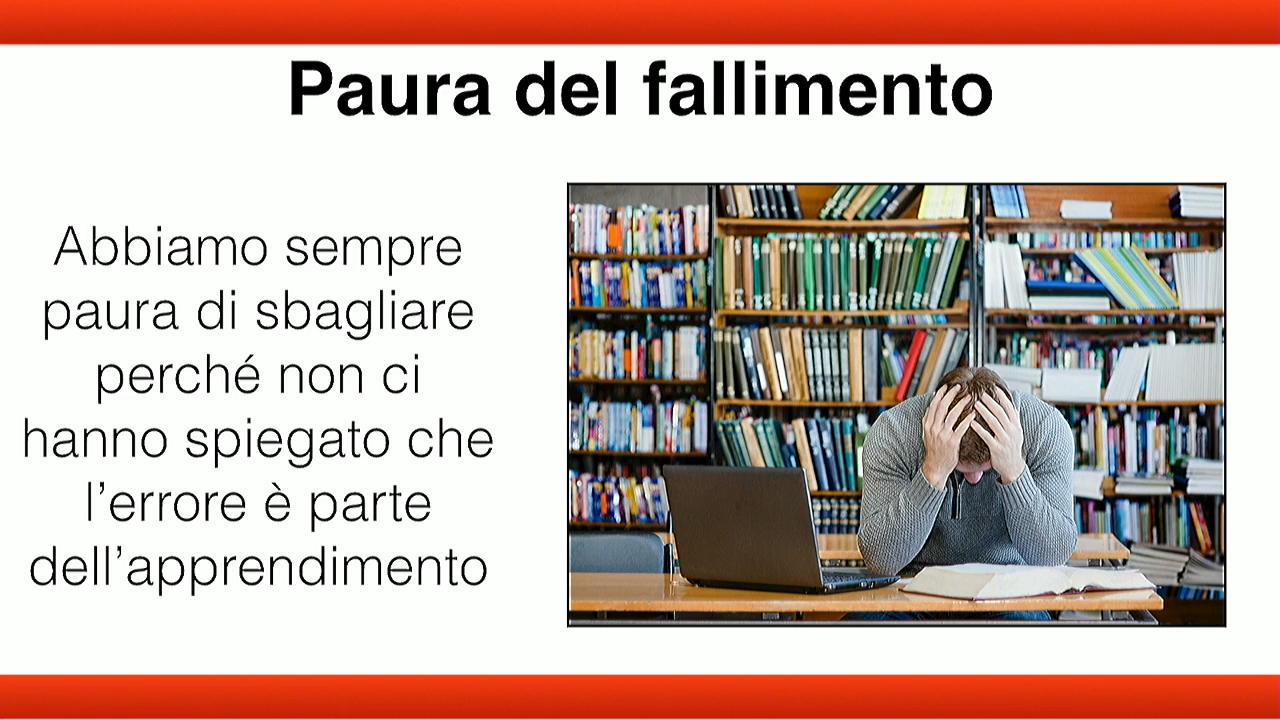 Paura del fallimento
Abbiamo sempre
paura di sbagliare
perché non ci
hanno spiegato che
l’errore è parte
dell’apprendimento